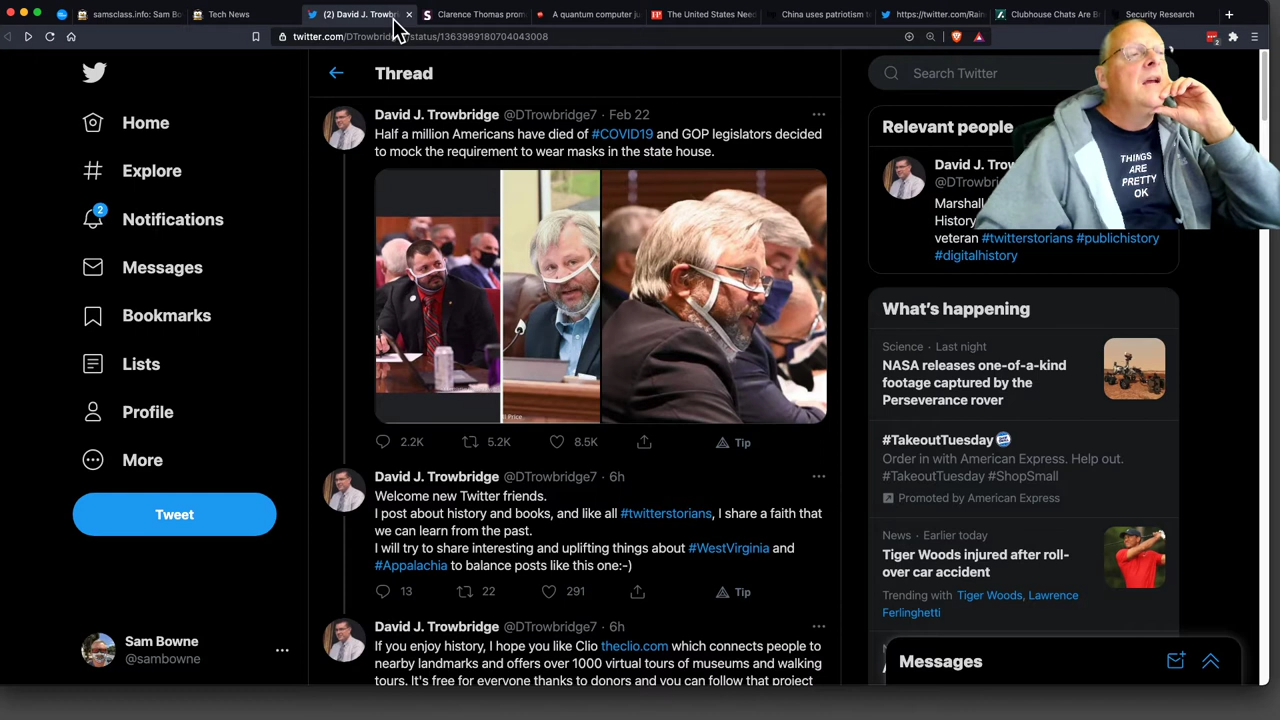 samsclass.info: Sam Bo
Tech News
(2) David J. Trowbri
Clarence Thomas prom
A quantum computer ju
The United States Need
China uses patriotism t
https://twitter.com/Rain
Clubhouse Chats Are B
Security Research
twitter.com/DTrowbrid status/1363989180704043008
Home
Explore
2
Notifications
Messages
Bookmarks
Lists
Profile
More
Tweet
Sam Bowne
@sambowne
Thread
David J. Trowbridge @DTrowbridge7 · Feb 22
Half a million Americans have died of #COVID19 and GOP legislators decided
to mock the requirement to wear masks in the state house.
ll Price.
2.2K 5.2K 8.5K Tip
David J. Trowbridge @DTrowbridge7 · 6h
Welcome new Twitter friends.
I post about history and books, and like all #twitterstorians, I share a faith that
we can learn from the past.
I will try to share interesting and uplifting things about #WestVirginia and
#Appalachia to balance posts like this one:-)
13 22 291 Tip
David J. Trowbridge @DTrowbridge7 · 6h
If you enjoy history, I hope you like Clio theclio.com which connects people to
nearby landmarks and offers over 1000 virtual tours of museums and walking
tours. It's free for everyone thanks to donors and you can follow that project
Search Twitter
Relevant people
David J. Trow
@DTrowbrid
Marshall
History
veteran #twitterstorians #publichistory
#digitalhistory
THINGS
ARE
PRETTY
OK
What's happening
Science · Last night
NASA releases one-of-a-kind
footage captured by the
Perseverance rover
#TakeoutTuesday
Order in with American Express. Help out.
#TakeoutTuesday #ShopSmall
Promoted by American Express
News · Earlier today
Tiger Woods injured after roll-
over car accident
Trending with Tiger Woods, Lawrence
Ferlinghetti
Messages